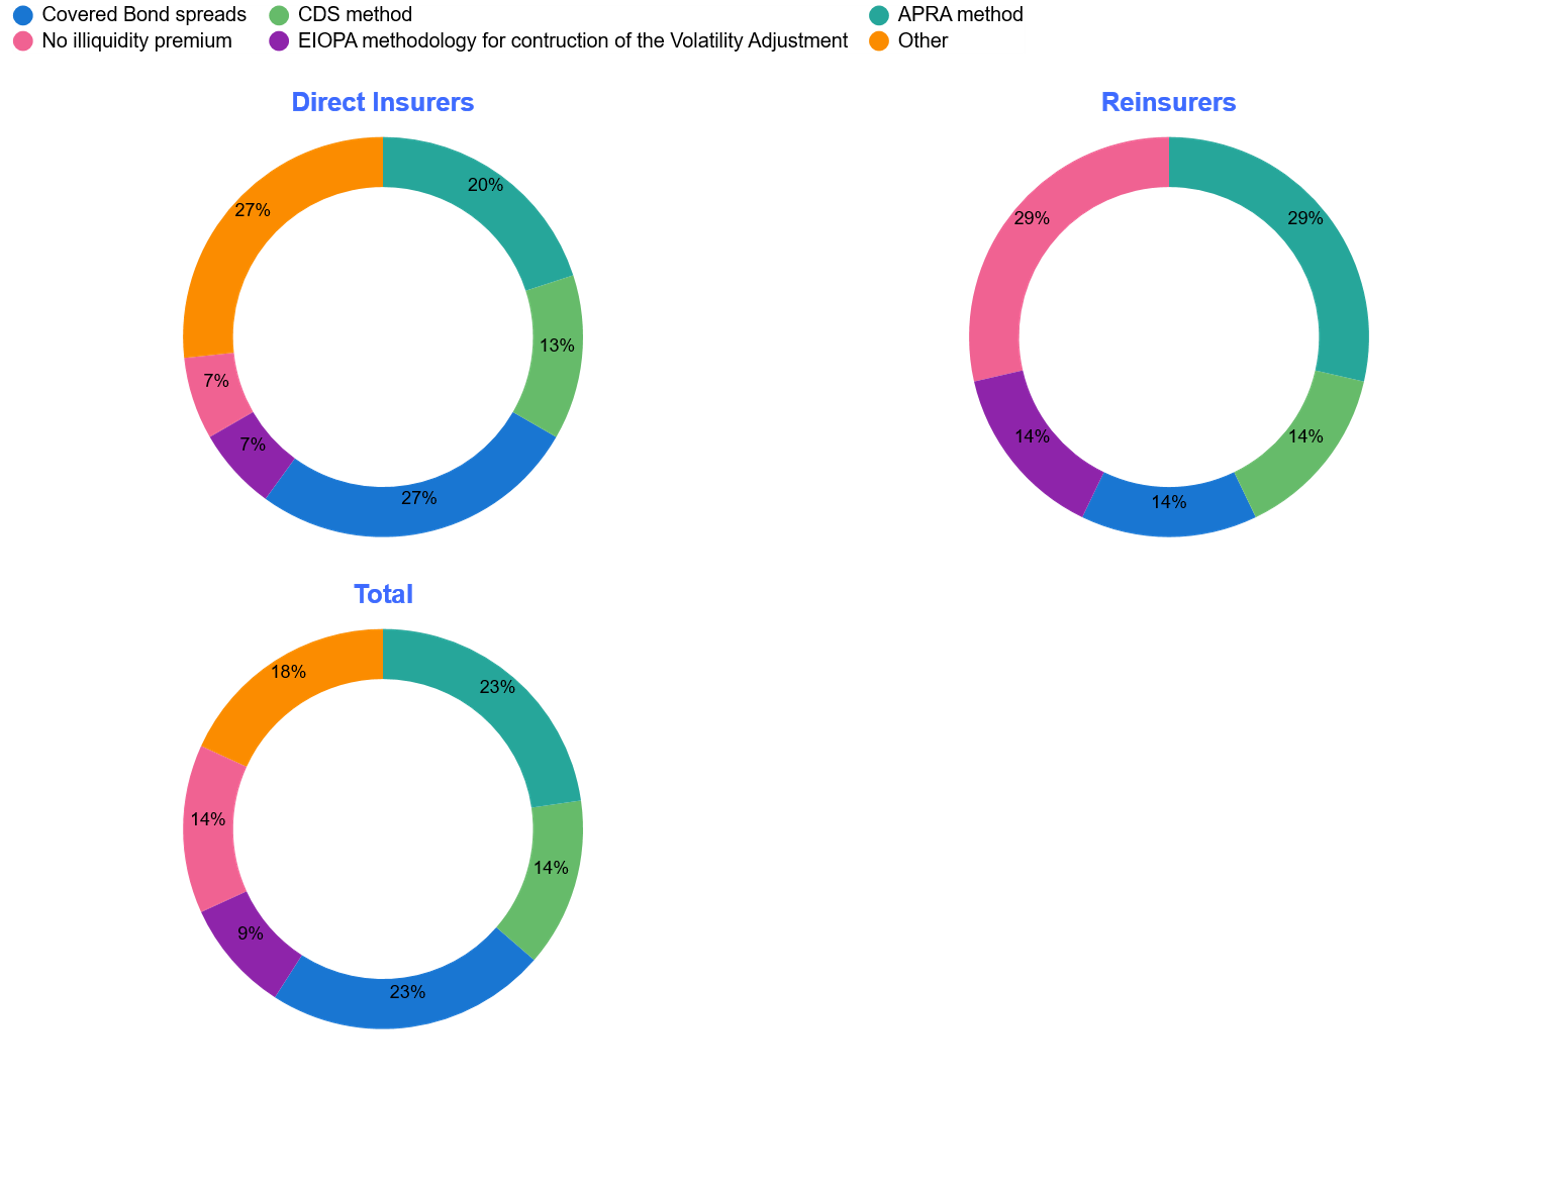 Covered Bond spreads
CDS method
APRA method
No illiquidity premium
EIOPA methodology for contruction of the Volatility Adjustment
Other
Direct Insurers
20%
13%
27%
7%
7%
27%
Reinsurers
29%
14%
14%
14%
29%
Total
23%
14%
23%
9%
14%
18%